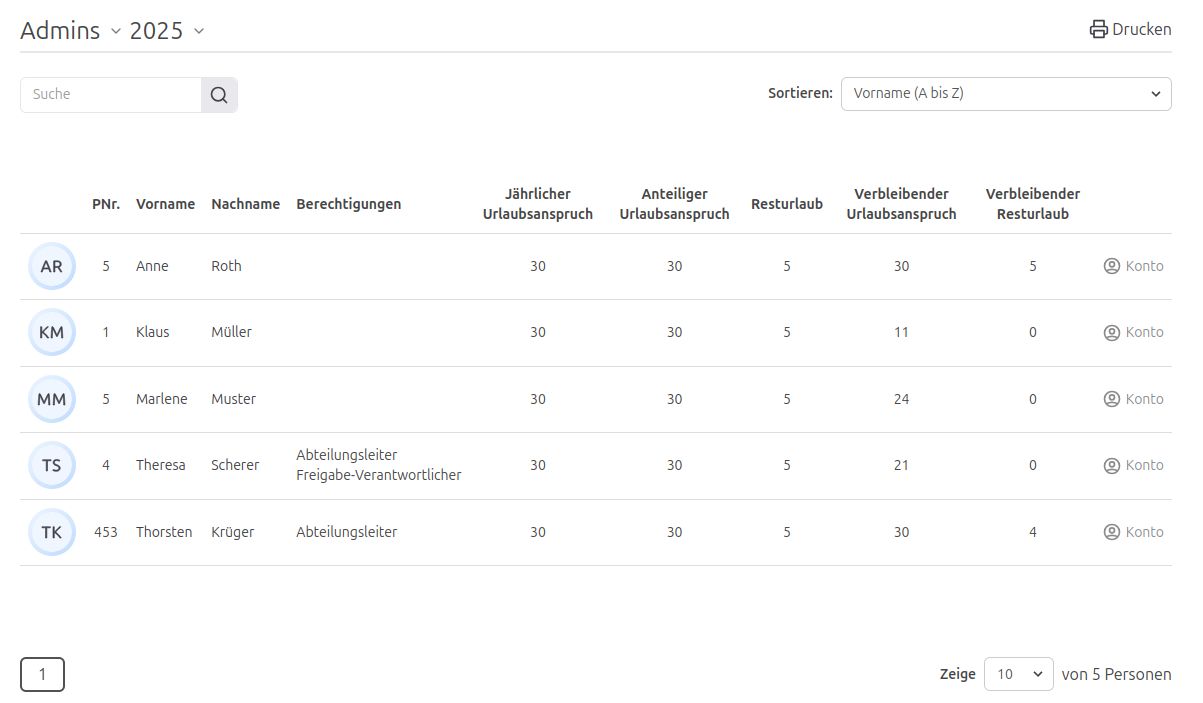 Admins 2025 Drucken
Suche Sortieren: Vorname (A bis Z)
PNr. Vorname Nachname Berechtigungen Jährlicher Urlaubsanspruch Anteiliger Urlaubsanspruch Resturlaub Verbleibender Urlaubsanspruch Verbleibender Resturlaub
AR 5 Anne Roth 30 30 5 30 5 Konto
KM 1 Klaus Müller 30 30 5 11 0 Konto
MM 5 Marlene Muster 30 30 5 24 0 Konto
TS 4 Theresa Scherer Abteilungsleiter Freigabe-Verantwortlicher 30 30 5 21 0 Konto
TK 453 Thorsten Krüger Abteilungsleiter 30 30 5 30 4 Konto
1 Zeige 10 von 5 Personen